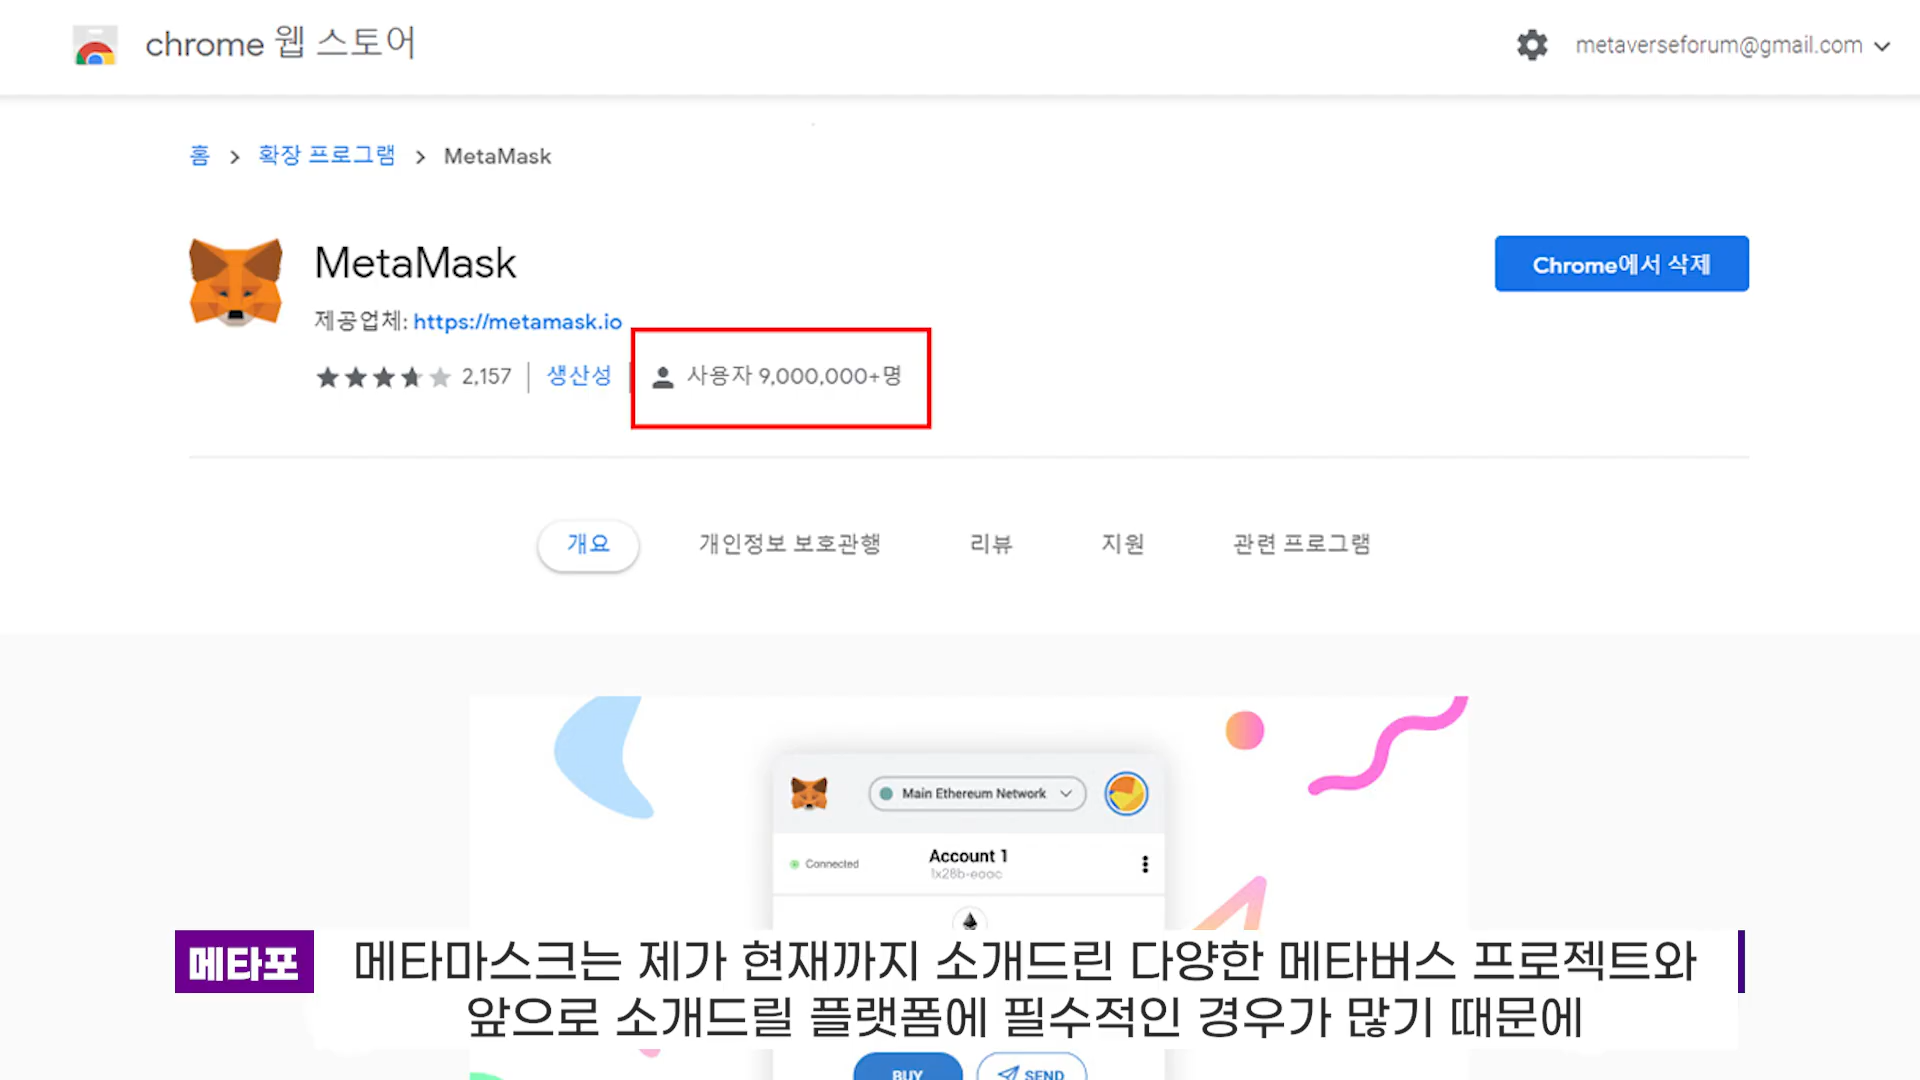 chrome 웹 스토어
metaverseforum@gmail.com
홈 > 확장 프로그램 > MetaMask
MetaMask
Chrome에서 삭제
제공업체: https://metamask.io
2,157 | 생산성 | 사용자 9,000,000+명
개요 개인정보 보호관행 리뷰 지원 관련 프로그램
Main Ethereum Network
Connected
Account 1
1x28b-eaac
메타포
메타마스크는 제가 현재까지 소개드린 다양한 메타버스 프로젝트와
앞으로 소개드릴 플랫폼에 필수적인 경우가 많기 때문에
BUY SEND